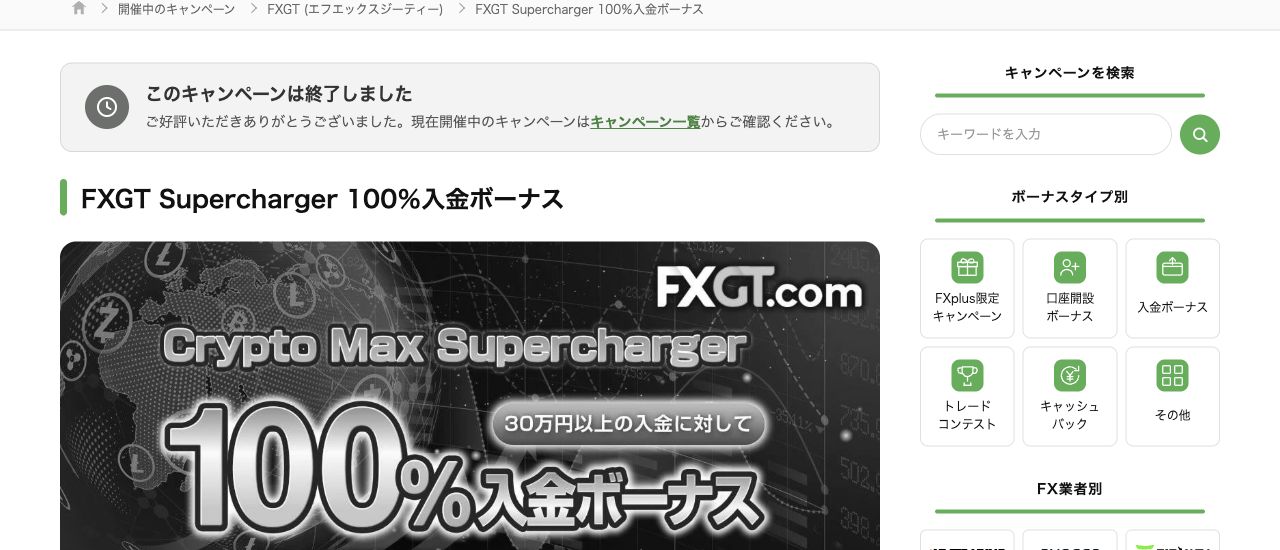 開催中のキャンペーン
FXGT (エフエックスジーティー)
FXGT Supercharger 100%入金ボーナス
このキャンペーンは終了しました
ご好評いただきありがとうございました。現在開催中のキャンペーンはキャンペーン一覧からご確認ください。
FXGT Supercharger 100%入金ボーナス
FXGT.com
Crypto Max Supercharger
30万円以上の入金に対して
100%入金ボーナス
キャンペーンを検索
キーワードを入力
ボーナスタイプ別
FXplus限定
キャンペーン
口座開設
ボーナス
入金ボーナス
トレード
コンテスト
キャッシュ
バック
その他
FX業者別